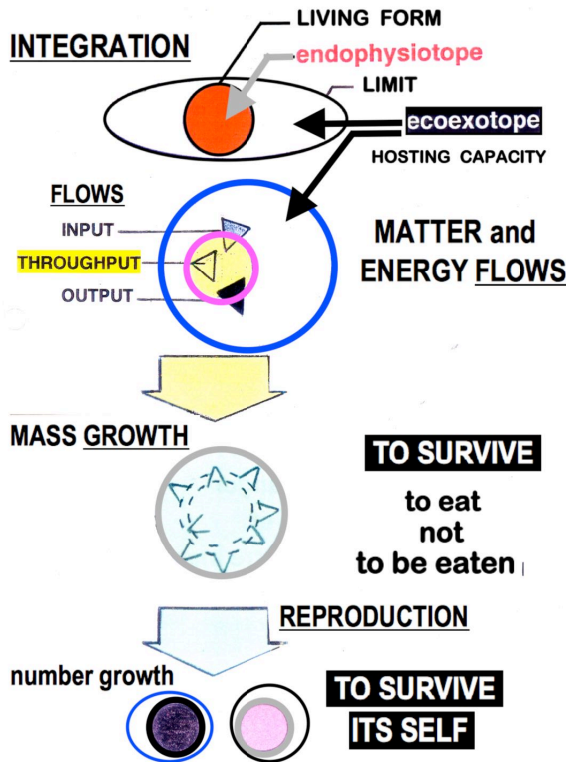 LIVING FORM
INTEGRATION
endophysiotope
LIMIT
ecoexotope
HOSTING CAPACITY
FLOWS
INPUT
THROUGHPUT
OUTPUT
MATTER and
ENERGY FLOWS
MASS GROWTH
TO SURVIVE
to eat
not
to be eaten
REPRODUCTION
number growth
TO SURVIVE
ITS SELF